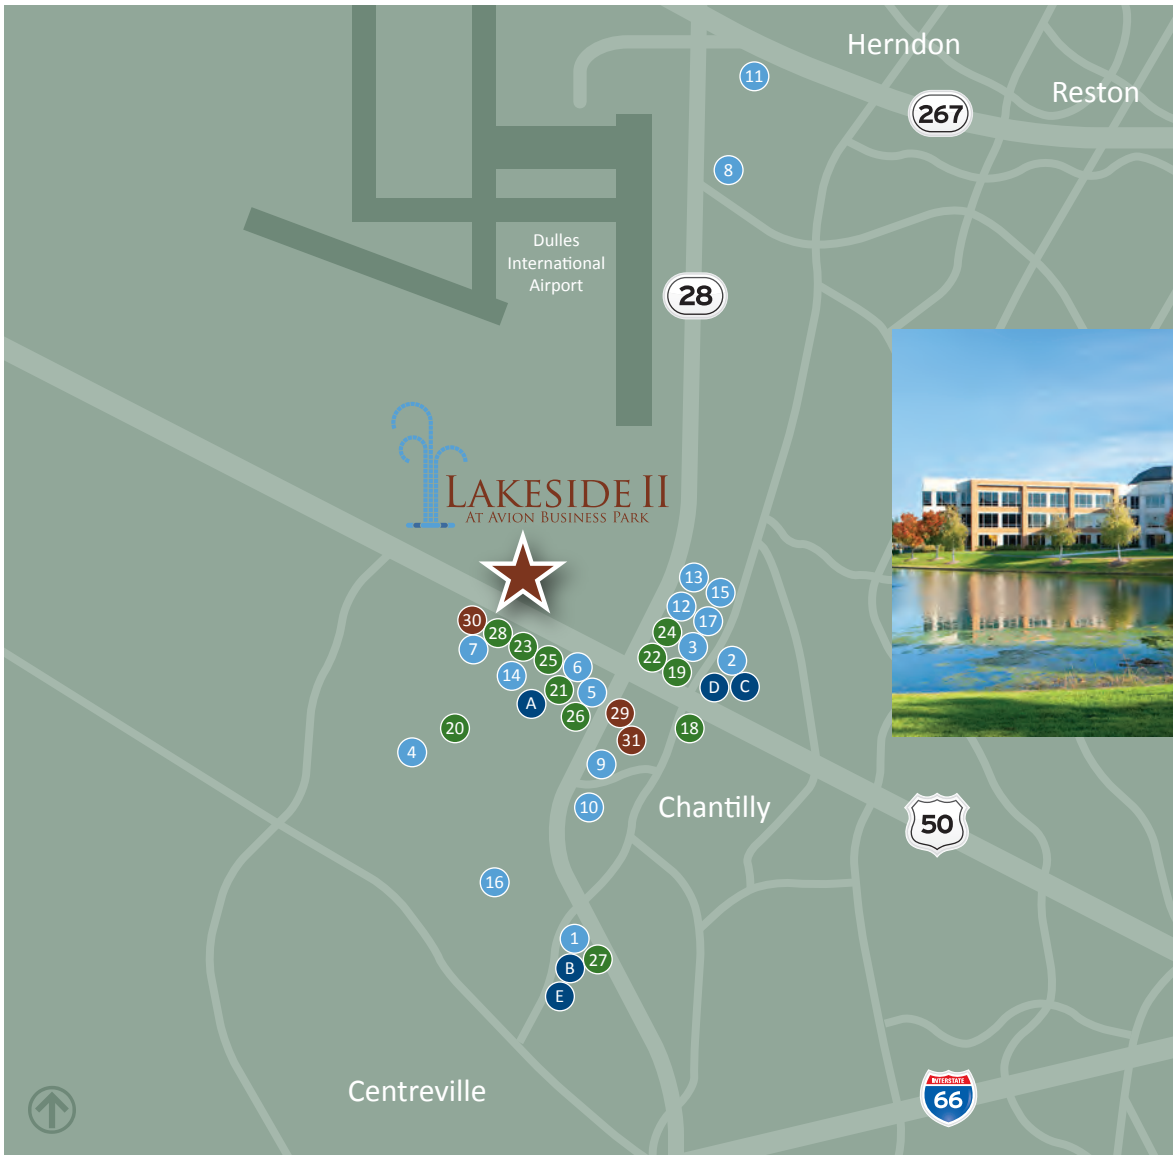 Herndon
11
Reston
267
8
Dulles
International
Airport
28
LAKESIDE II
AT AVION BUSINESS PARK
13
15
12
30
17
28
24
23
3
7
22
25
2
6
19
14
D
C
21
5
A
29
26
20
18
31
4
9
10
Chantilly
50
16
1
27
B
E
Centreville
INTERSTATE
66